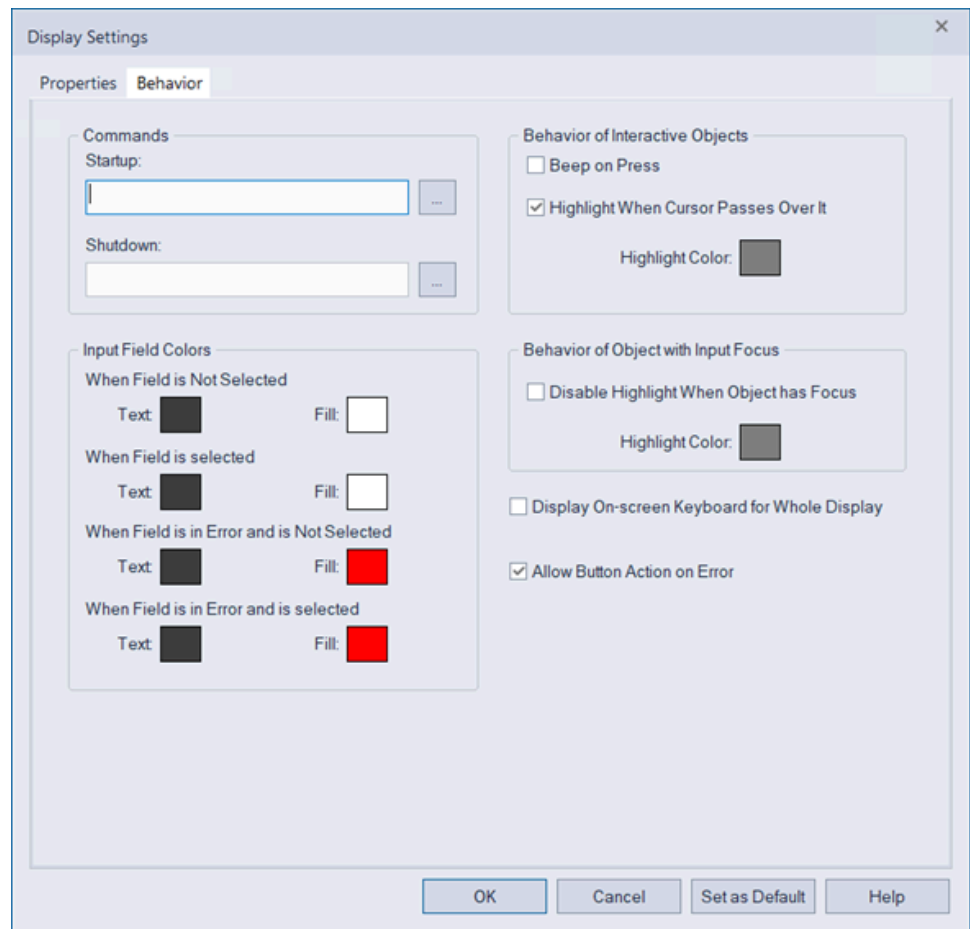 Display Settings
Properties Behavior
Commands
Startup:
...
Shutdown:
...
Input Field Colors
When Field is Not Selected
Text: Fill:
When Field is selected
Text: Fill:
When Field is in Error and is Not Selected
Text: Fill:
When Field is in Error and is selected
Text: Fill:
Behavior of Interactive Objects
Beep on Press
Highlight When Cursor Passes Over It
Highlight Color:
Behavior of Object with Input Focus
Disable Highlight When Object has Focus
Highlight Color:
Display On-screen Keyboard for Whole Display
Allow Button Action on Error
OK Cancel Set as Default Help